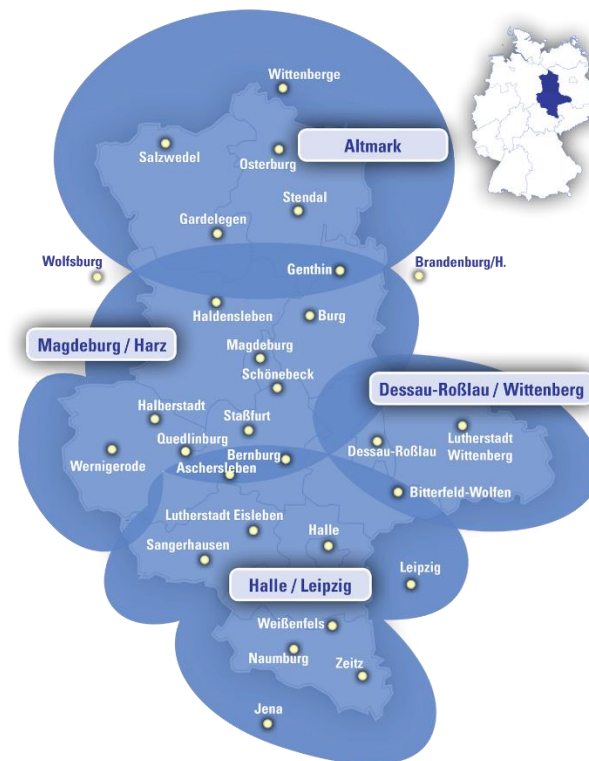 Wittenberge
Altmark
Salzwedel
Osterburg
Stendal
Gardelegen
Wolfsburg
Genthin
Brandenburg/H.
Haldensleben
Burg
Magdeburg / Harz
Magdeburg
Schönebeck
Dessau-Roßlau / Wittenberg
Halberstadt
Staßfurt
Quedlinburg
Dessau-Roßlau
Lutherstadt
Wittenberg
Wernigerode
Bernburg
Aschersleben
Bitterfeld-Wolfen
Lutherstadt Eisleben
Halle
Sangerhausen
Leipzig
Halle / Leipzig
Weißenfels
Naumburg
Zeitz
Jena